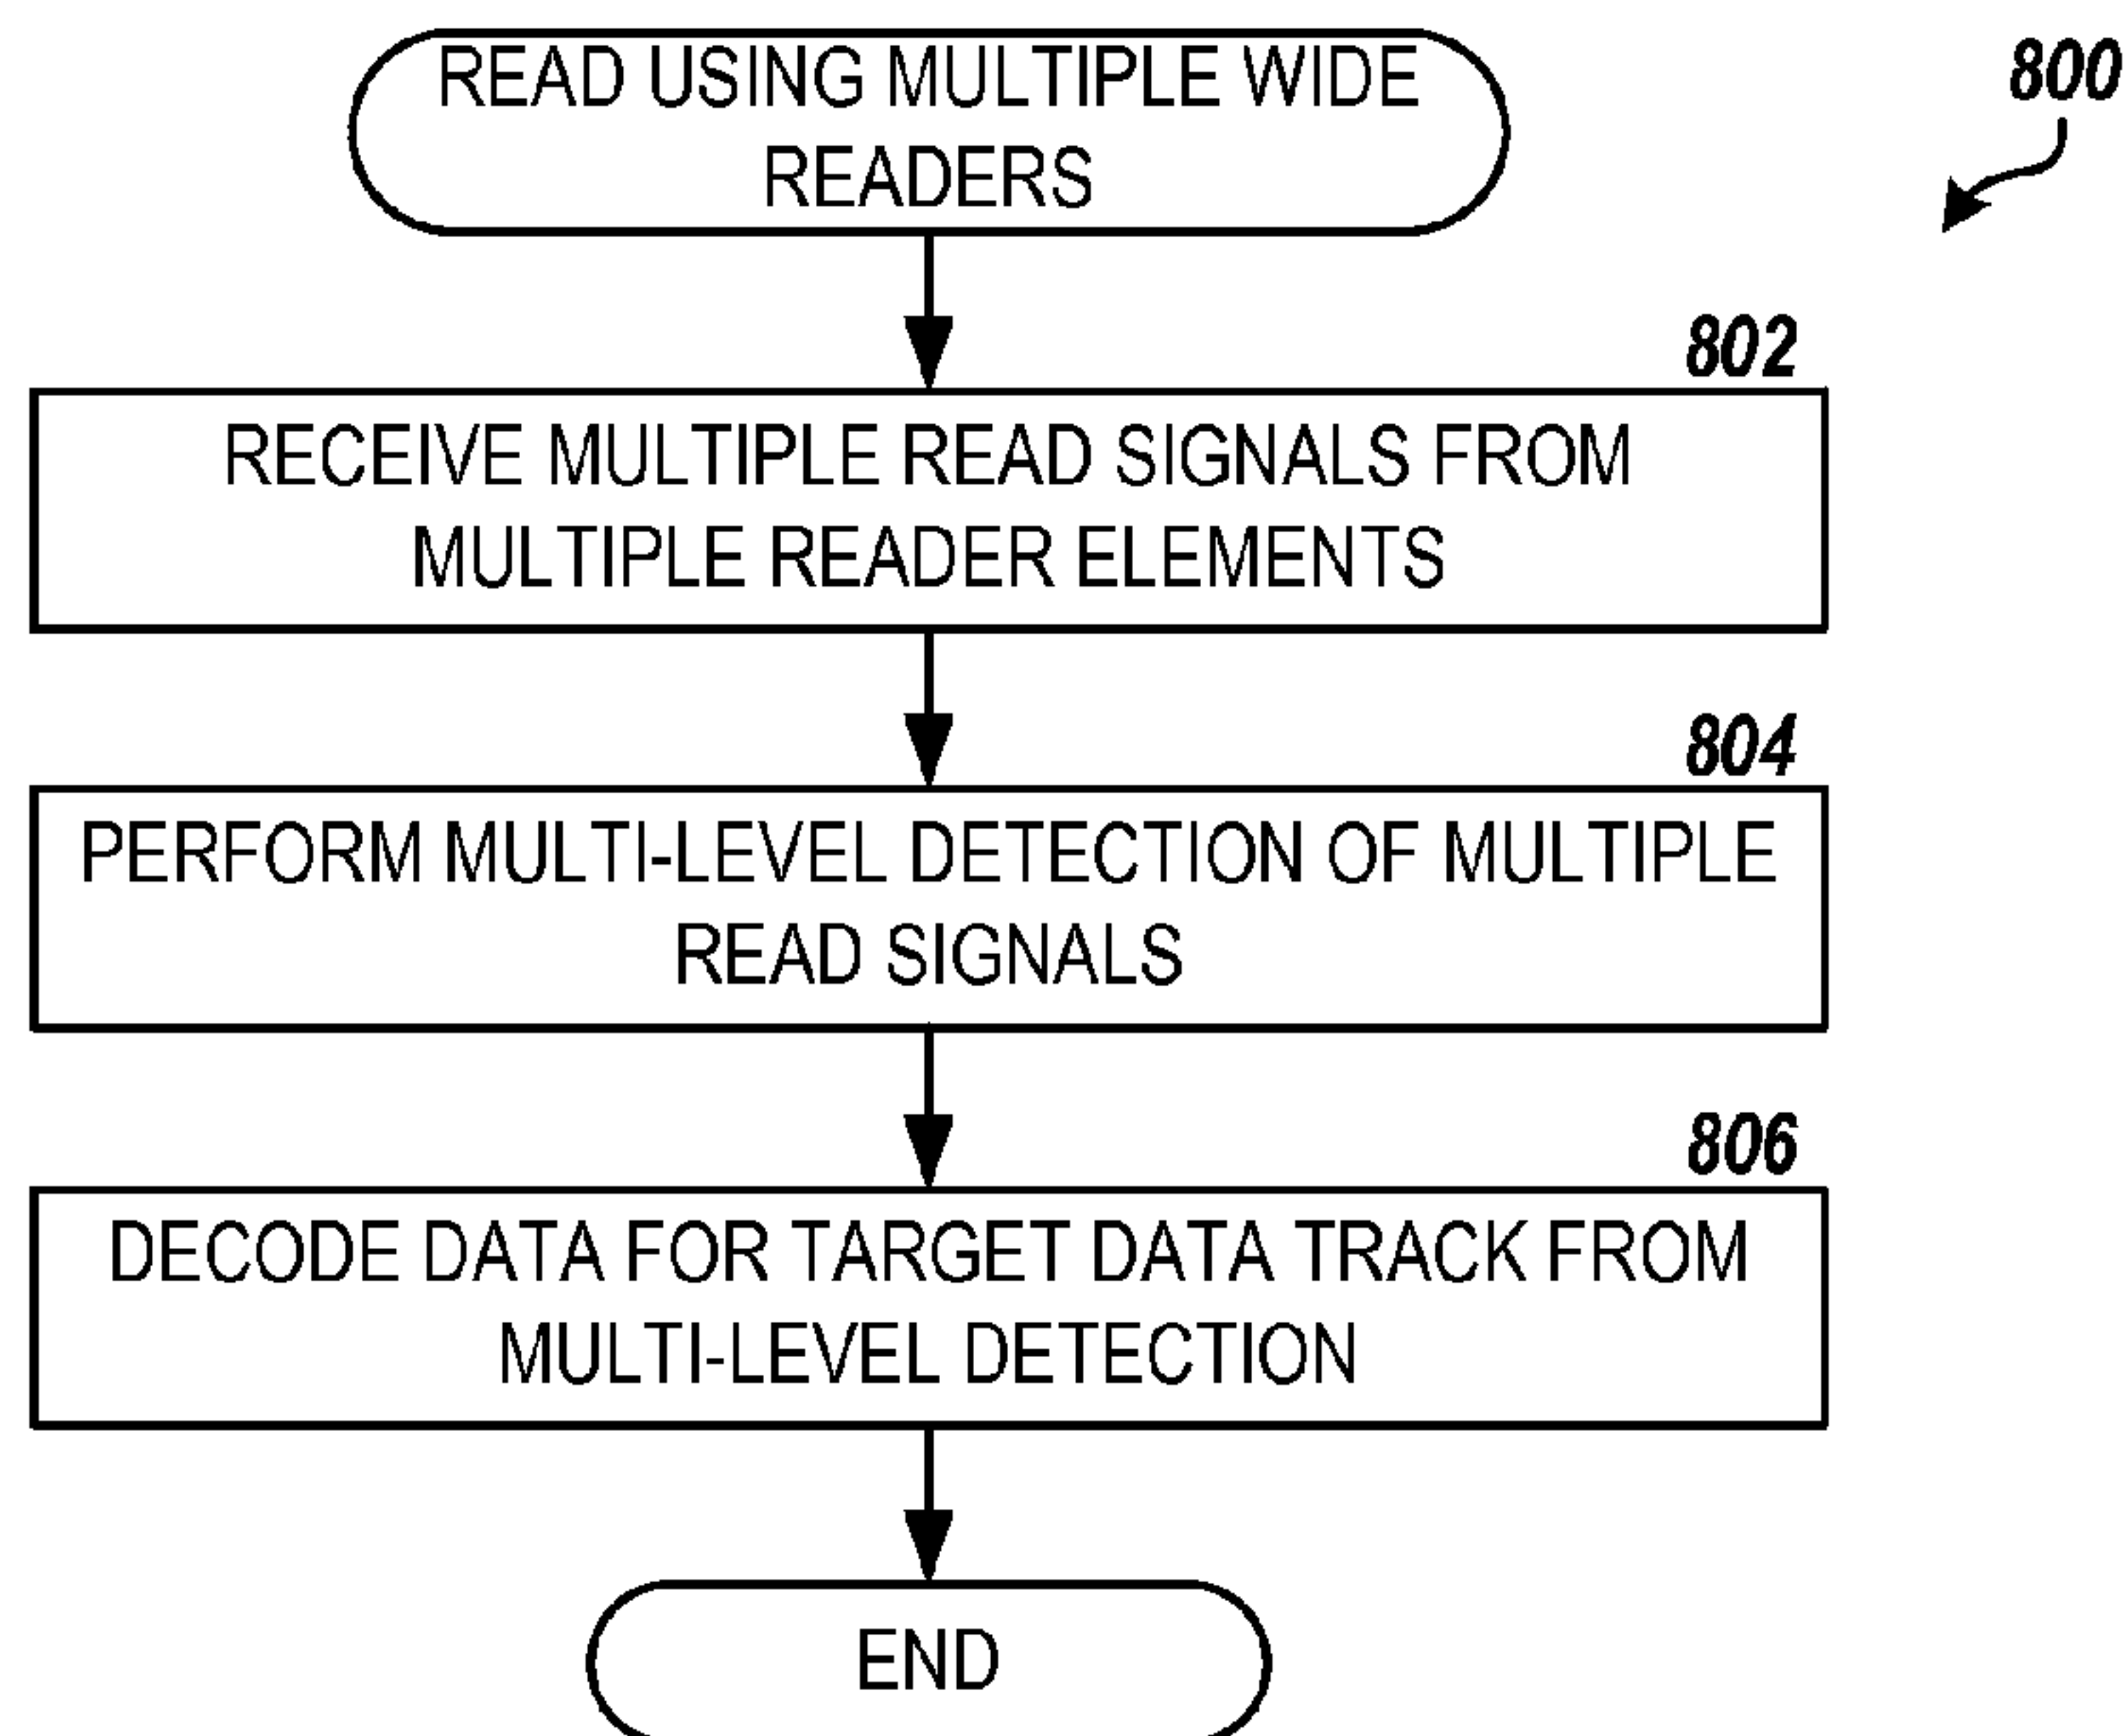 READ USING MULTIPLE WIDE
READERS
800
802
RECEIVE MULTIPLE READ SIGNALS FROM
MULTIPLE READER ELEMENTS
804
PERFORM MULTI-LEVEL DETECTION OF MULTIPLE
READ SIGNALS
806
DECODE DATA FOR TARGET DATA TRACK FROM
MULTI-LEVEL DETECTION
END